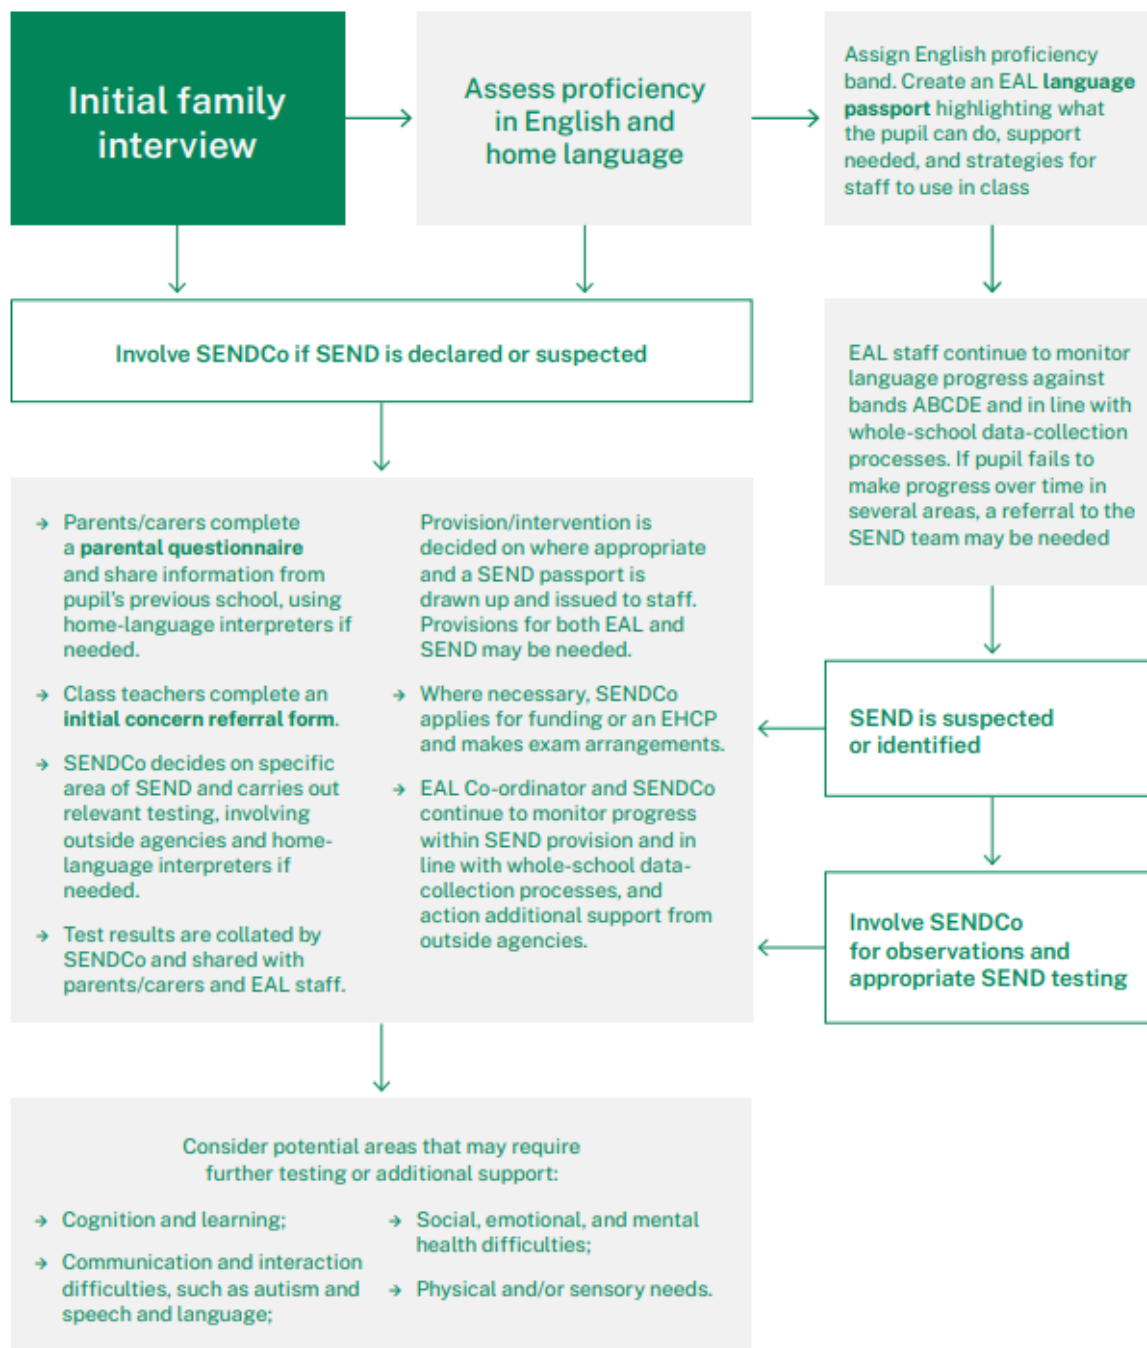 Initial family
interview
Assess proficiency
in English and
home language
Assign English proficiency
band. Create an EAL language
passport highlighting what
the pupil can do, support
needed, and strategies for
staff to use in class
Involve SENDCo if SEND is declared or suspected
EAL staff continue to monitor
language progress against
bands ABCDE and in line with
whole-school data-collection
processes. If pupil fails to
make progress over time in
several areas, a referral to the
SEND team may be needed
→ Parents/carers complete
a parental questionnaire
and share information from
pupil's previous school, using
home-language interpreters if
needed.
→ Class teachers complete an
initial concern referral form.
→ SENDCo decides on specific
area of SEND and carries out
relevant testing, involving
outside agencies and home-
language interpreters if
needed.
→ Test results are collated by
SENDCo and shared with
parents/carers and EAL staff.
Provision/intervention is
decided on where appropriate
and a SEND passport is
drawn up and issued to staff.
Provisions for both EAL and
SEND may be needed.
→ Where necessary, SENDCo
applies for funding or an EHCP
and makes exam arrangements.
→ EAL Co-ordinator and SENDCo
continue to monitor progress
within SEND provision and in
line with whole-school data-
collection processes, and
action additional support from
outside agencies.
SEND is suspected
or identified
Involve SENDCo
for observations and
appropriate SEND testing
Consider potential areas that may require
further testing or additional support:
→ Cognition and learning;
→ Communication and interaction
difficulties, such as autism and
speech and language;
→ Social, emotional, and mental
health difficulties;
→ Physical and/or sensory needs.